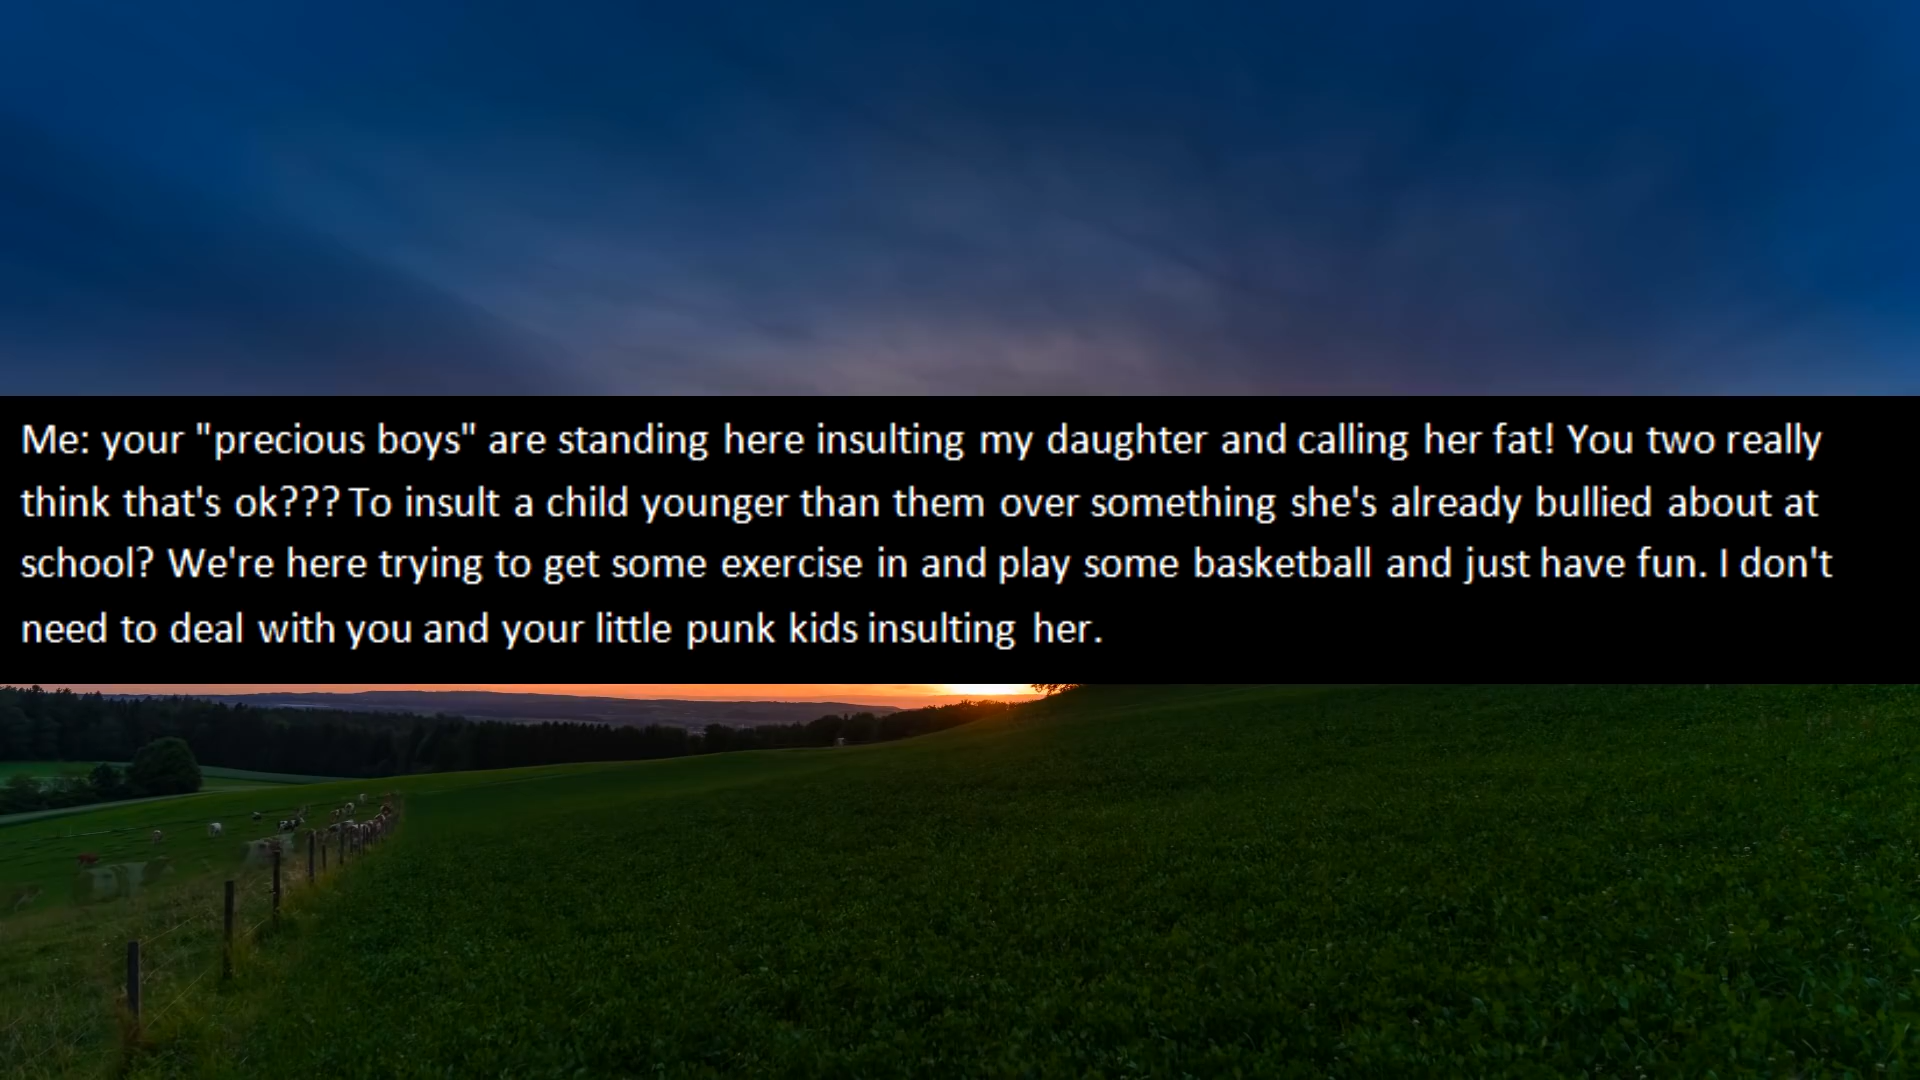 Me: your "precious boys" are standing here insulting my daughter and calling her fat! You two really
think that's ok??? To insult a child younger than them over something she's already bullied about at
school? We're here trying to get some exercise in and play some basketball and just have fun. I don't
need to deal with you and your little punk kids insulting her.